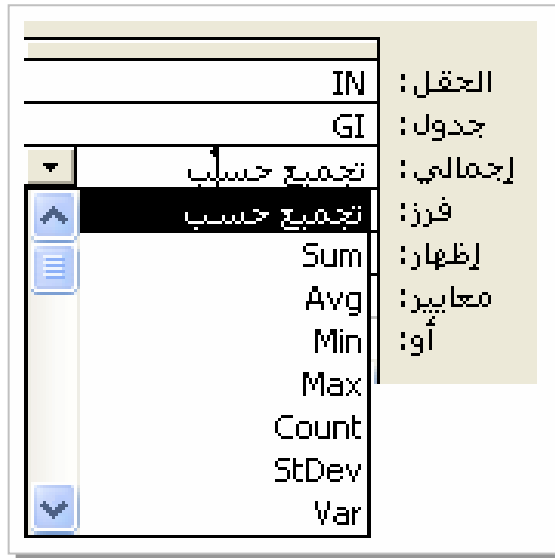 الحقل: IN
جدول: GI
إجمالي: تجميع حسب
فرز: تجميع حسب
إظهار: Sum
معايير: Avg
أو: Min
Max
Count
StDev
Var